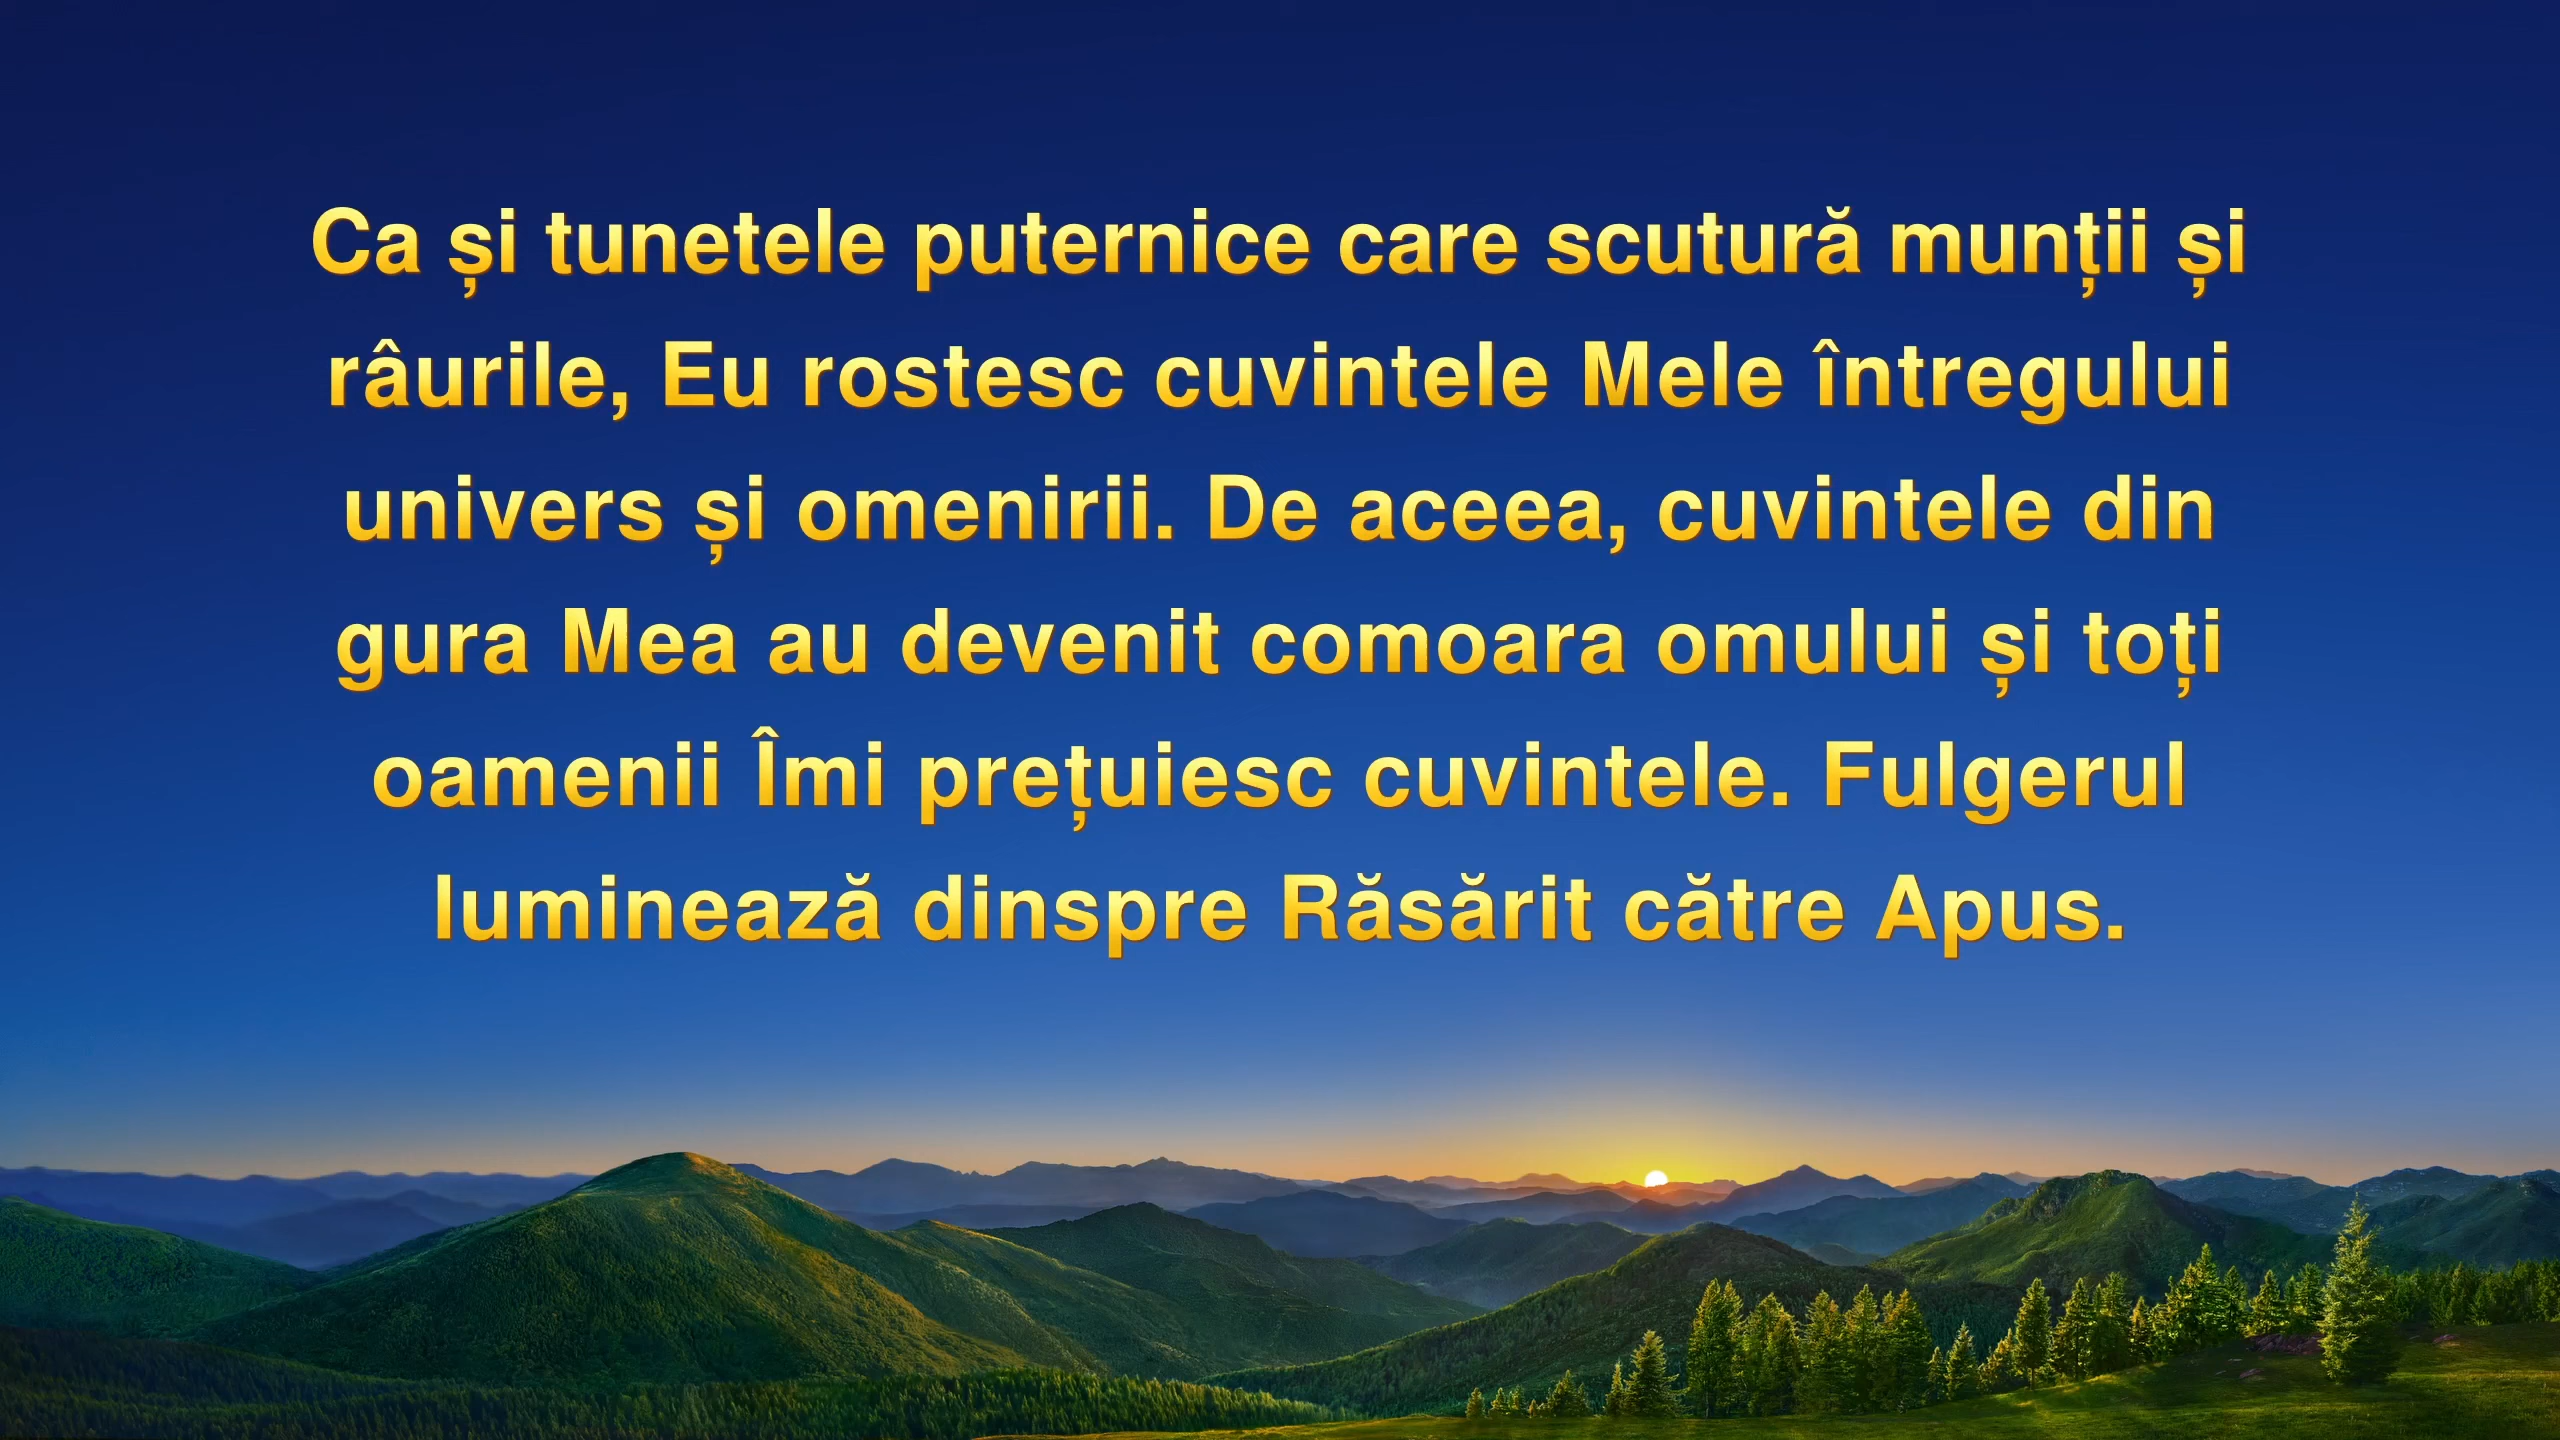 Ca și tunetele puternice care scutură munții și
râurile, Eu rostesc cuvintele Mele întregului
univers și omenirii. De aceea, cuvintele din
gura Mea au devenit comoara omului și toți
oamenii Îmi prețuiesc cuvintele. Fulgerul
luminează dinspre Răsărit către Apus.